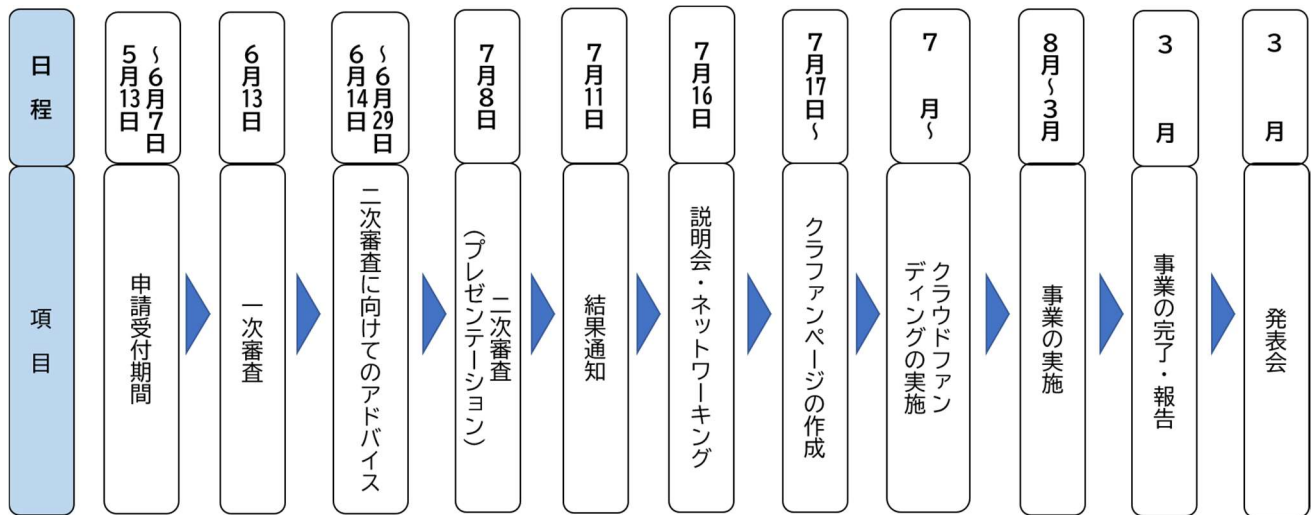 日程
５月13日
～６月７日
６月13日
６月14日
～６月29日
７月８日
７月11日
７月16日
７月17日～
７月～
８月～３月
３月
３月
項目
申請受付期間
一次審査
二次審査に向けてのアドバイス
二次審査
（プレゼンテーション）
結果通知
説明会・ネットワーキング
クラファンページの作成
クラウドファン
ディングの実施
事業の実施
事業の完了・報告
発表会